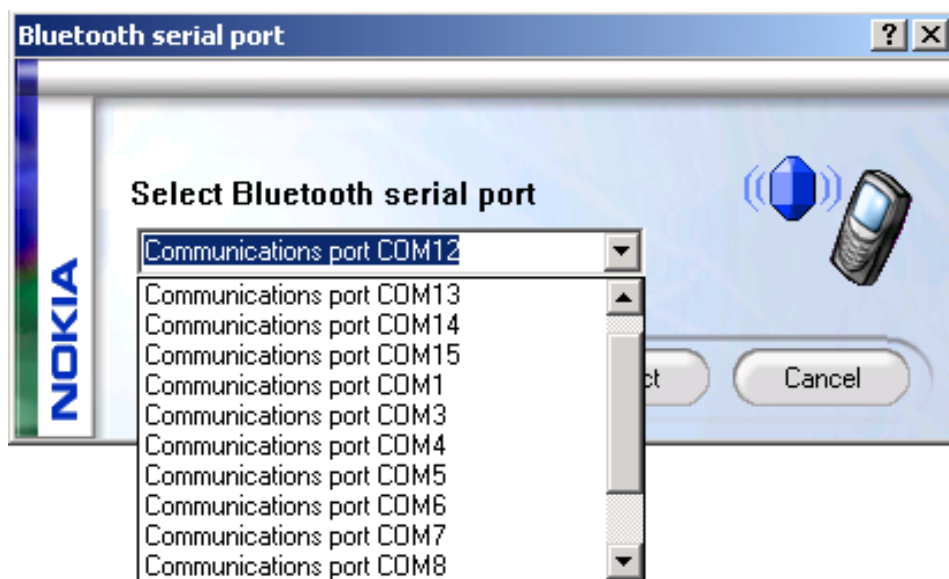 Bluetooth serial port
NOKIA
Select Bluetooth serial port
Communications port COM12
Communications port COM13
Communications port COM14
Communications port COM15
Communications port COM1
Communications port COM3
Communications port COM4
Communications port COM5
Communications port COM6
Communications port COM7
Communications port COM8
Cancel